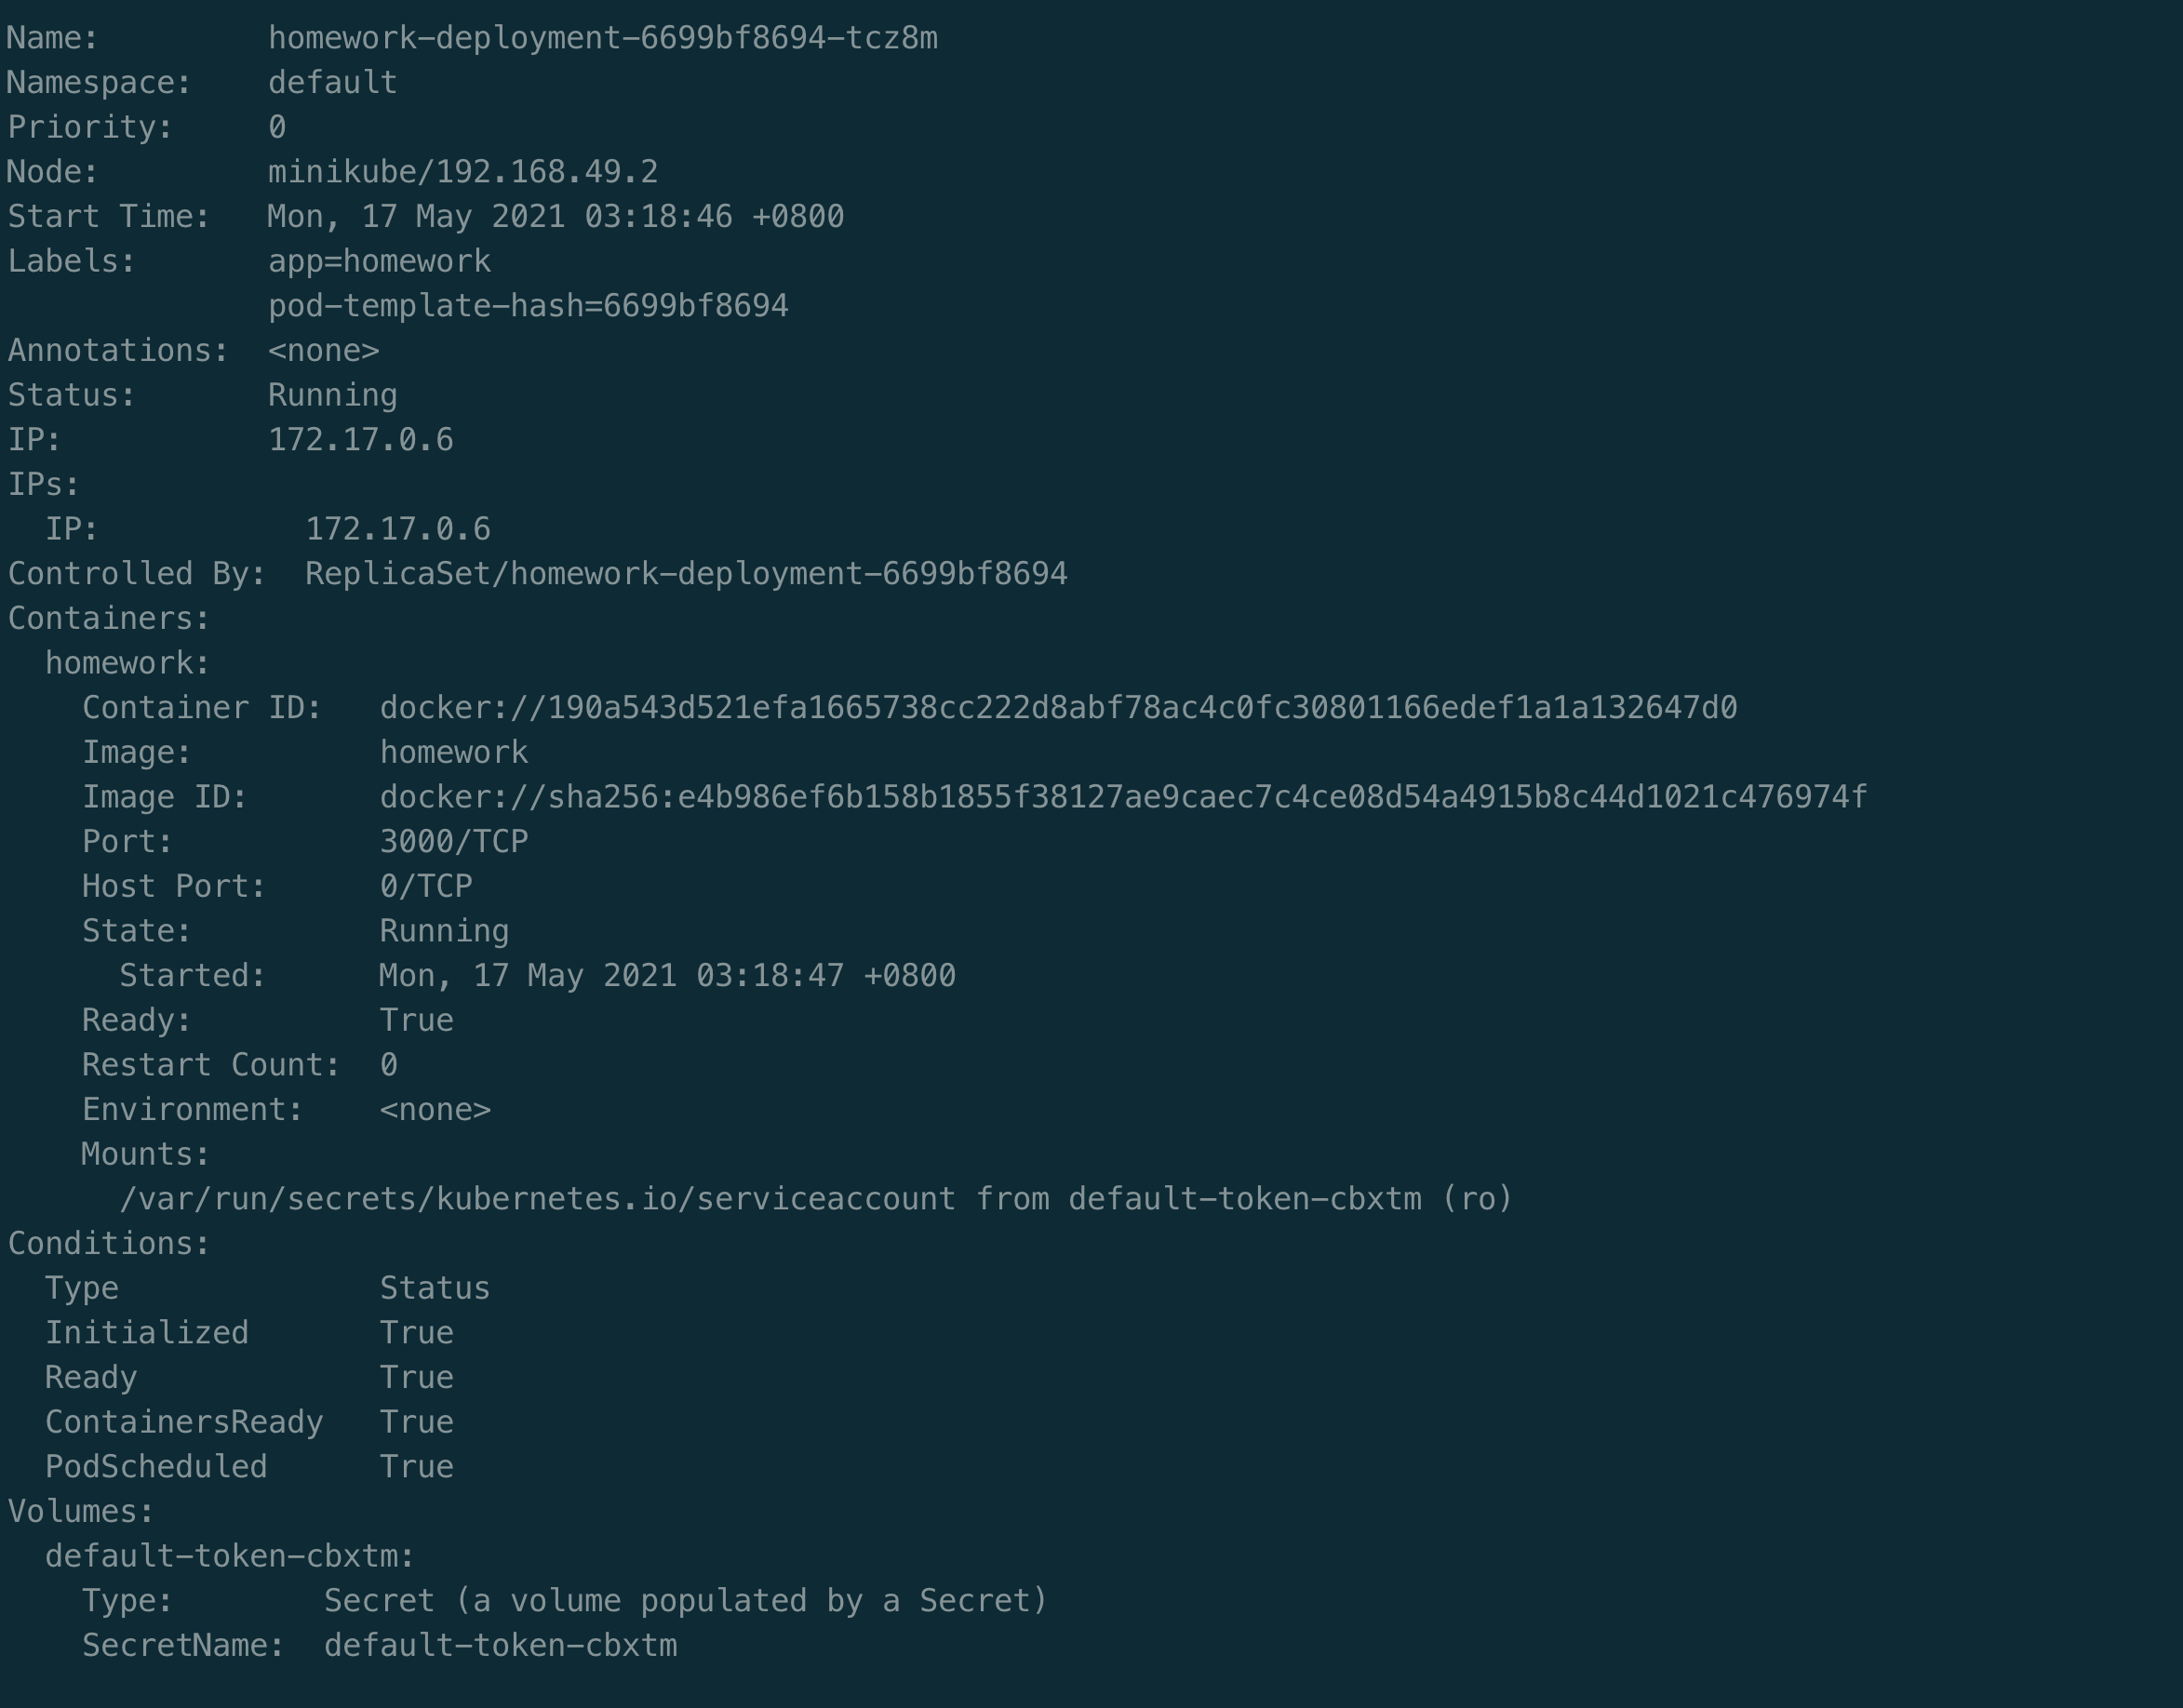 Name:         homework-deployment-6699bf8694-tcz8m
Namespace:    default
Priority:     0
Node:         minikube/192.168.49.2
Start Time:   Mon, 17 May 2021 03:18:46 +0800
Labels:       app=homework
              pod-template-hash=6699bf8694
Annotations:  <none>
Status:       Running
IP:           172.17.0.6
IPs:
  IP:           172.17.0.6
Controlled By:  ReplicaSet/homework-deployment-6699bf8694
Containers:
  homework:
    Container ID:   docker://190a543d521efa1665738cc222d8abf78ac4c0fc30801166edef1a1a132647d0
    Image:          homework
    Image ID:       docker://sha256:e4b986ef6b158b1855f38127ae9caec7c4ce08d54a4915b8c44d1021c476974f
    Port:           3000/TCP
    Host Port:      0/TCP
    State:          Running
      Started:      Mon, 17 May 2021 03:18:47 +0800
    Ready:          True
    Restart Count:  0
    Environment:    <none>
    Mounts:
      /var/run/secrets/kubernetes.io/serviceaccount from default-token-cbxtm (ro)
Conditions:
  Type              Status
  Initialized       True
  Ready             True
  ContainersReady   True
  PodScheduled      True
Volumes:
  default-token-cbxtm:
    Type:        Secret (a volume populated by a Secret)
    SecretName:  default-token-cbxtm